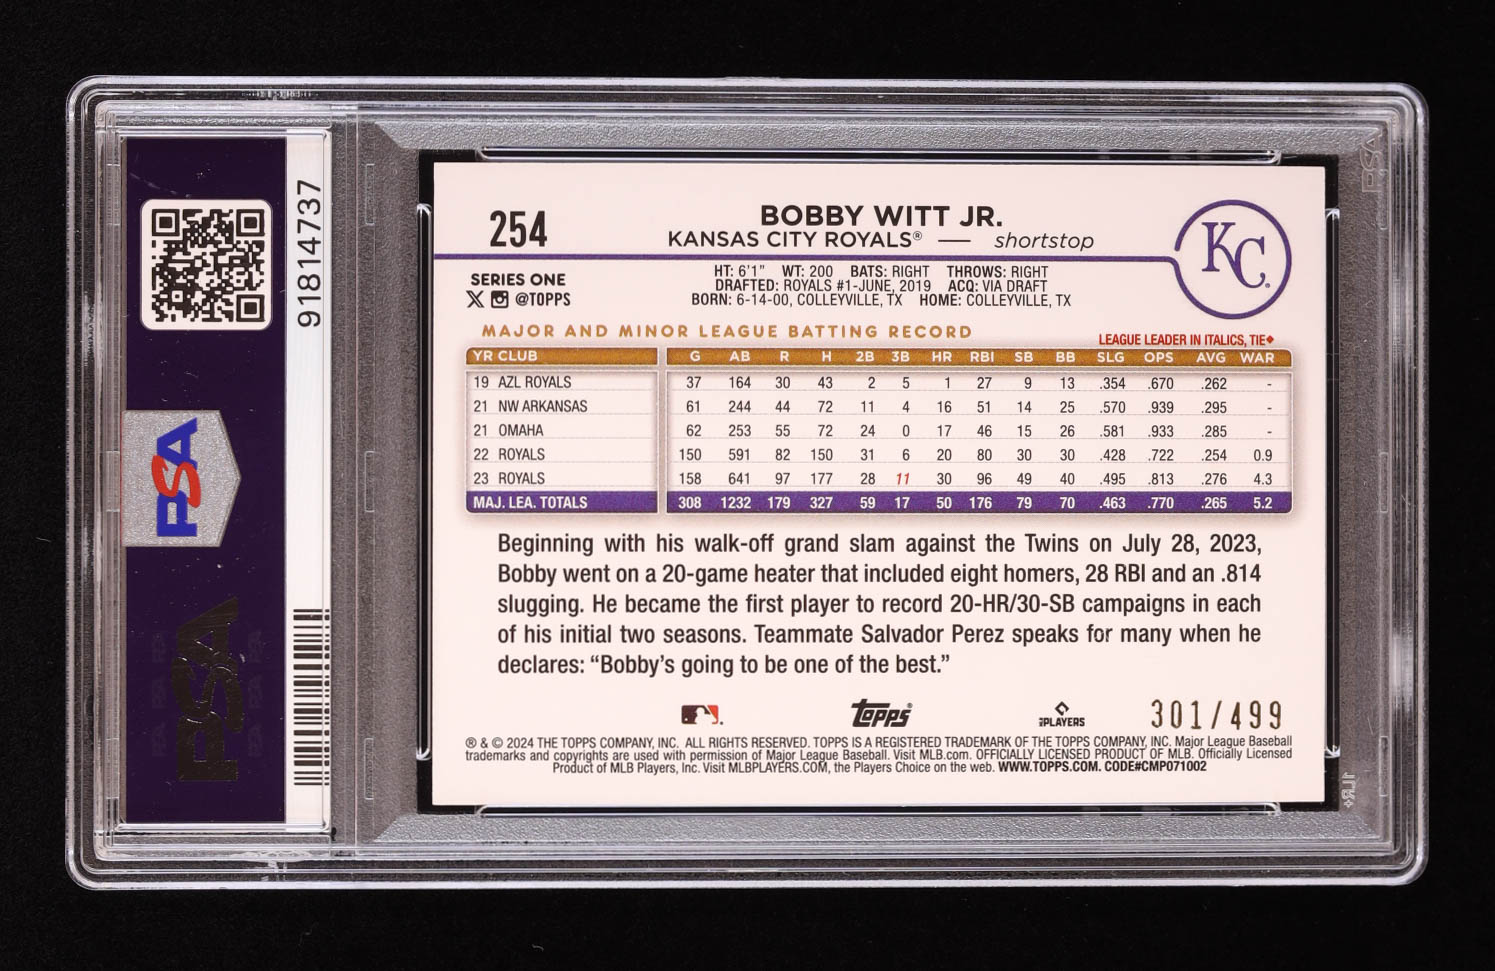 91814737
PSA
PSA
254
BOBBY WITT JR.
KANSAS CITY ROYALS® — shortstop
KC
SERIES ONE
@TOPPS
HT: 6'1" WT: 200 BATS: RIGHT THROWS: RIGHT
DRAFTED: ROYALS #1-JUNE, 2019 ACQ: VIA DRAFT
BORN: 6-14-00, COLLEYVILLE, TX HOME: COLLEYVILLE, TX
MAJOR AND MINOR LEAGUE BATTING RECORD
LEAGUE LEADER IN ITALICS, TIE♦
YR CLUB G AB R H 2B 3B HR RBI SB BB SLG OPS AVG WAR
19 AZL ROYALS 37 164 30 43 2 5 1 27 9 13 .354 .670 .262 -
21 NW ARKANSAS 61 244 44 72 11 4 16 51 14 25 .570 .939 .295 -
21 OMAHA 62 253 55 72 24 0 17 46 15 26 .581 .933 .285 -
22 ROYALS 150 591 82 150 31 6 20 80 30 30 .428 .722 .254 0.9
23 ROYALS 158 641 97 177 28 11 30 96 49 40 .495 .813 .276 4.3
MAJ. LEA. TOTALS 308 1232 179 327 59 17 50 176 79 70 .463 .770 .265 5.2
Beginning with his walk-off grand slam against the Twins on July 28, 2023,
Bobby went on a 20-game heater that included eight homers, 28 RBI and an .814
slugging. He became the first player to record 20-HR/30-SB campaigns in each
of his initial two seasons. Teammate Salvador Perez speaks for many when he
declares: “Bobby’s going to be one of the best.”
Topps®
PLAYERS
301/499
® & © 2024 THE TOPPS COMPANY, INC. ALL RIGHTS RESERVED. TOPPS IS A REGISTERED TRADEMARK OF THE TOPPS COMPANY, INC. Major League Baseball
trademarks and copyrights are used with permission of Major League Baseball. Visit MLB.com. OFFICIALLY LICENSED PRODUCT OF MLB. Officially Licensed
Product of MLB Players, Inc. Visit MLBPLAYERS.COM, the Players Choice on the web. WWW.TOPPS.COM. CODE#CMP071002